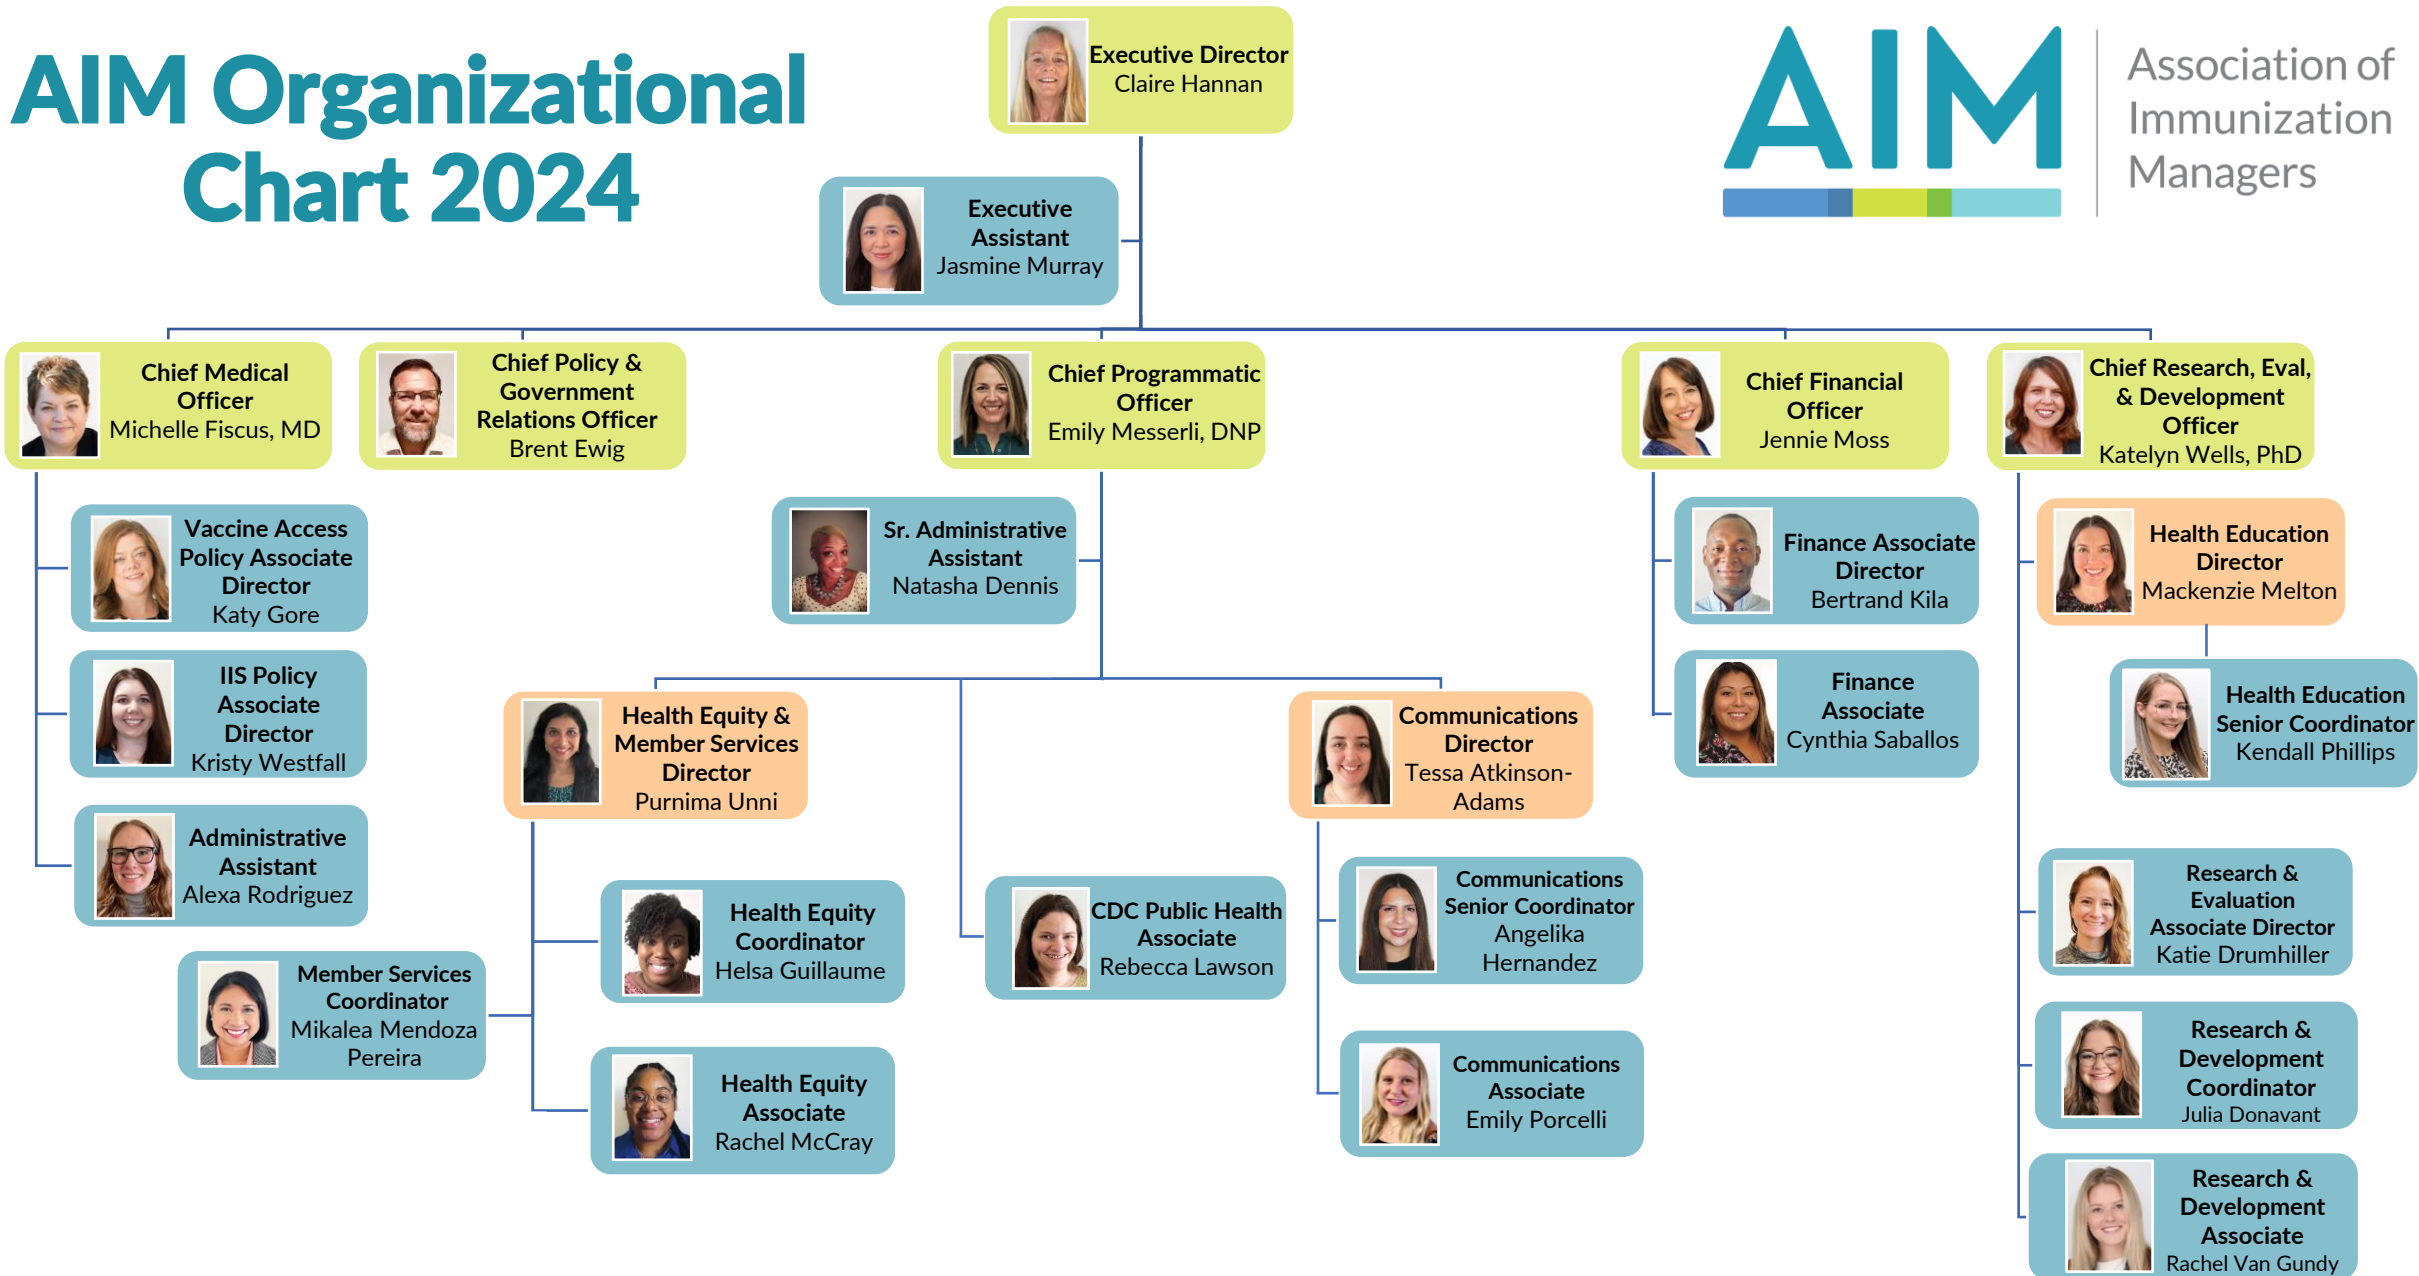 AIM Organizational
Chart 2024
Executive Director
Claire Hannan
AIM
Association of
Immunization
Managers
Executive
Assistant
Jasmine Murray
Chief Medical
Officer
Michelle Fiscus, MD
Chief Policy &
Government
Relations Officer
Brent Ewig
Chief Programmatic
Officer
Emily Messerli, DNP
Chief Financial
Officer
Jennie Moss
Chief Research, Eval,
& Development
Officer
Katelyn Wells, PhD
Vaccine Access
Policy Associate
Director
Katy Gore
Sr. Administrative
Assistant
Natasha Dennis
Finance Associate
Director
Bertrand Kila
Health Education
Director
Mackenzie Melton
IIS Policy
Associate
Director
Kristy Westfall
Health Equity &
Member Services
Director
Purnima Unni
Communications
Director
Tessa Atkinson-
Adams
Finance
Associate
Cynthia Saballos
Health Education
Senior Coordinator
Kendall Phillips
Administrative
Assistant
Alexa Rodriguez
Health Equity
Coordinator
Helsa Guillaume
CDC Public Health
Associate
Rebecca Lawson
Communications
Senior Coordinator
Angelika
Hernandez
Research &
Evaluation
Associate Director
Katie Drumhiller
Member Services
Coordinator
Mikalea Mendoza
Pereira
Health Equity
Associate
Rachel McCray
Communications
Associate
Emily Porcelli
Research &
Development
Coordinator
Julia Donavant
Research &
Development
Associate
Rachel Van Gundy